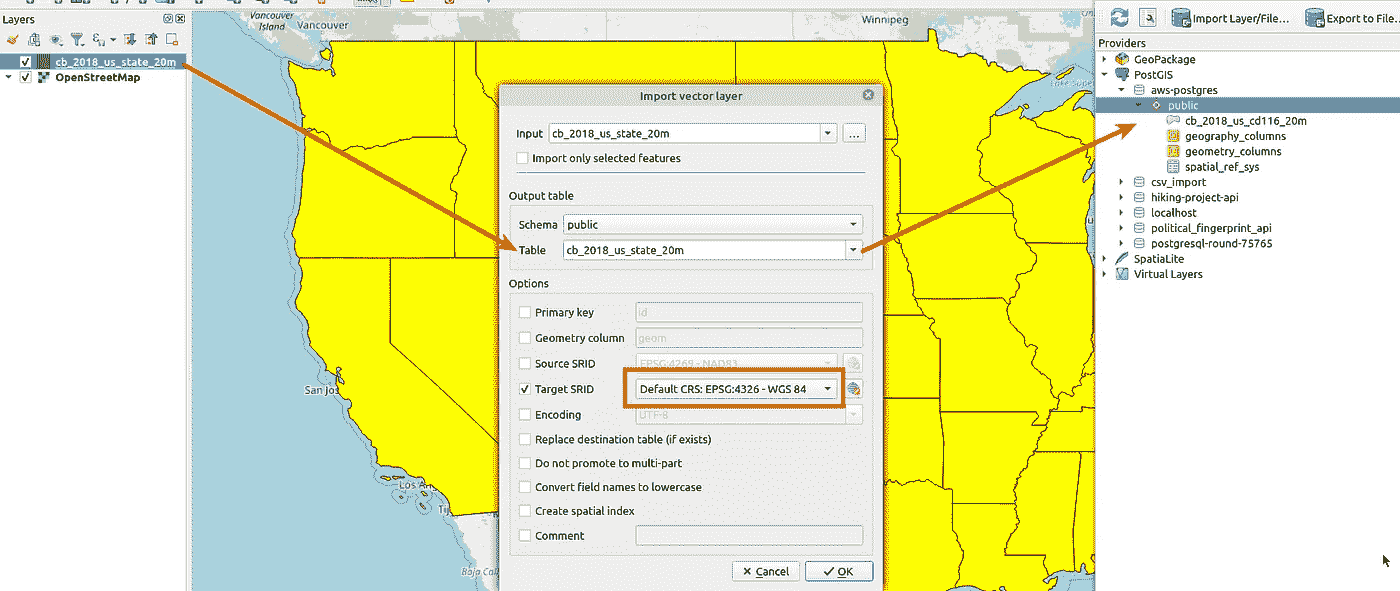 Layers
cb_2018_us_state_20m
OpenStreetMap
Vancouver
Island
Vancouver
Winnipeg
San Jos
Los An
Tij
Baja Cal
Import vector layer
Input cb_2018_us_state_20m ...
Import only selected features
Output table
Schema public
Table cb_2018_us_state_20m
Options
Primary key id
Geometry column geom
Source SRID EPSG:4269 - NAD83
Target SRID Default CRS: EPSG:4326 - WGS 84
Encoding UTF-8
Replace destination table (if exists)
Do not promote to multi-part
Convert field names to lowercase
Create spatial index
Comment
Cancel OK
Import Layer/File... Export to File...
Providers
GeoPackage
PostGIS
aws-postgres
public
cb_2018_us_cd116_20m
geography_columns
geometry_columns
spatial_ref_sys
csv_import
hiking-project-api
localhost
political_fingerprint_api
postgresql-round-75765
SpatiaLite
Virtual Layers